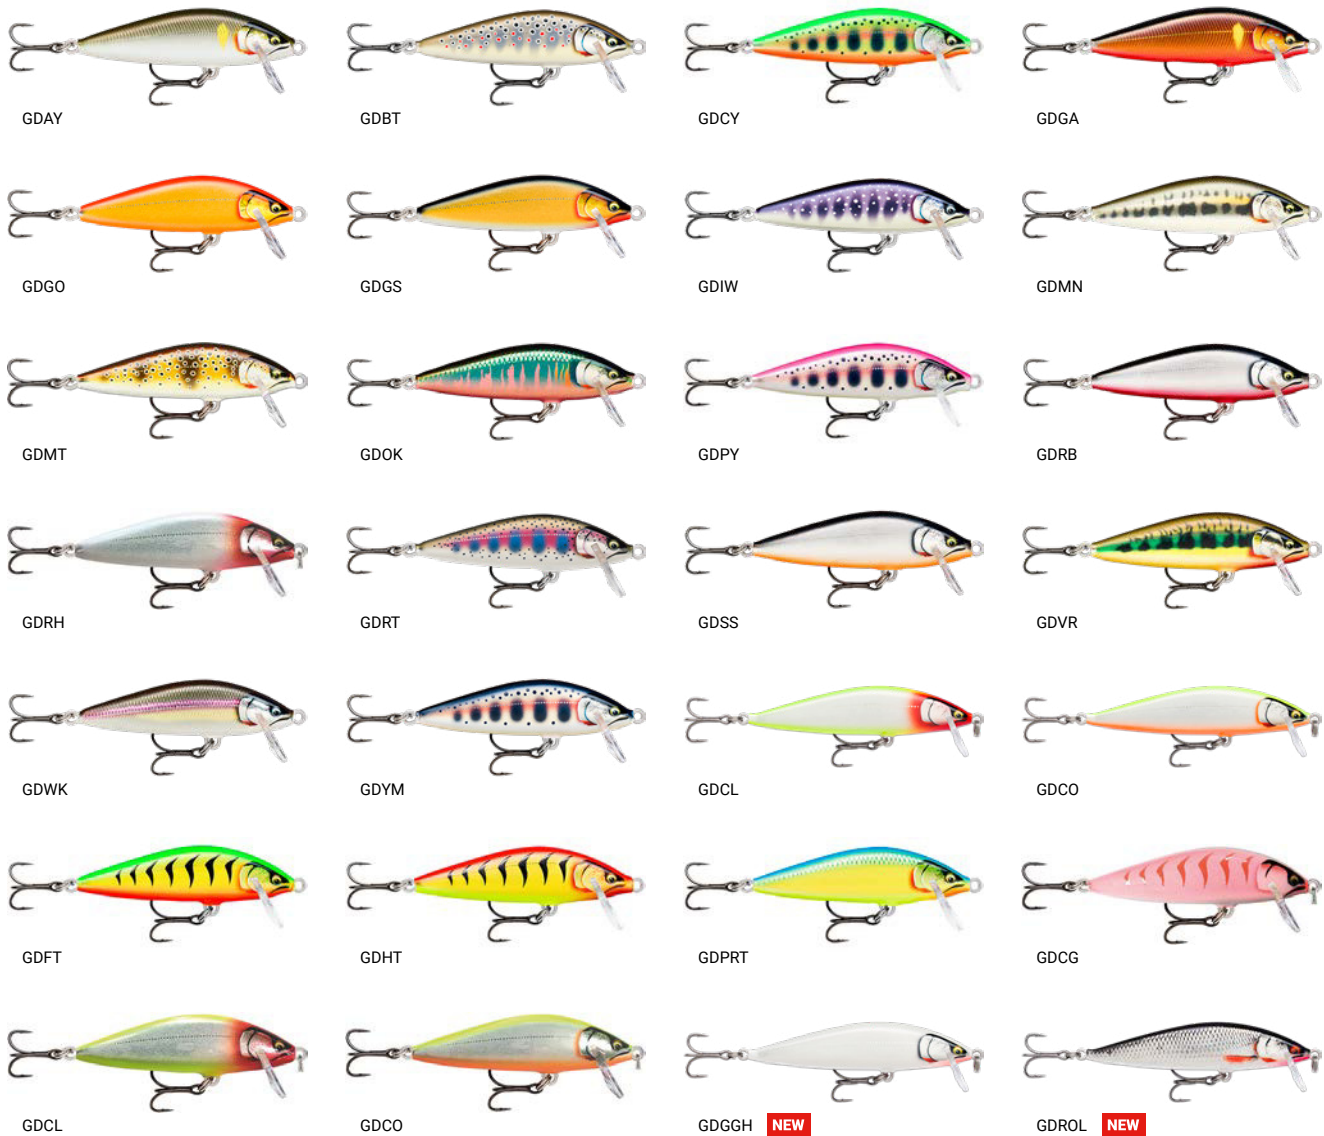 GDAY GDBT GDCY GDGA
GDGO GDGS GDIW GDMN
GDMT GDOK GDPY GDRB
GDRH GDRT GDSS GDVR
GDWK GDYM GDCL GDCO
GDFT GDHT GDPRT GDCG
GDCL GDCO GDGGH NEW GDROL NEW